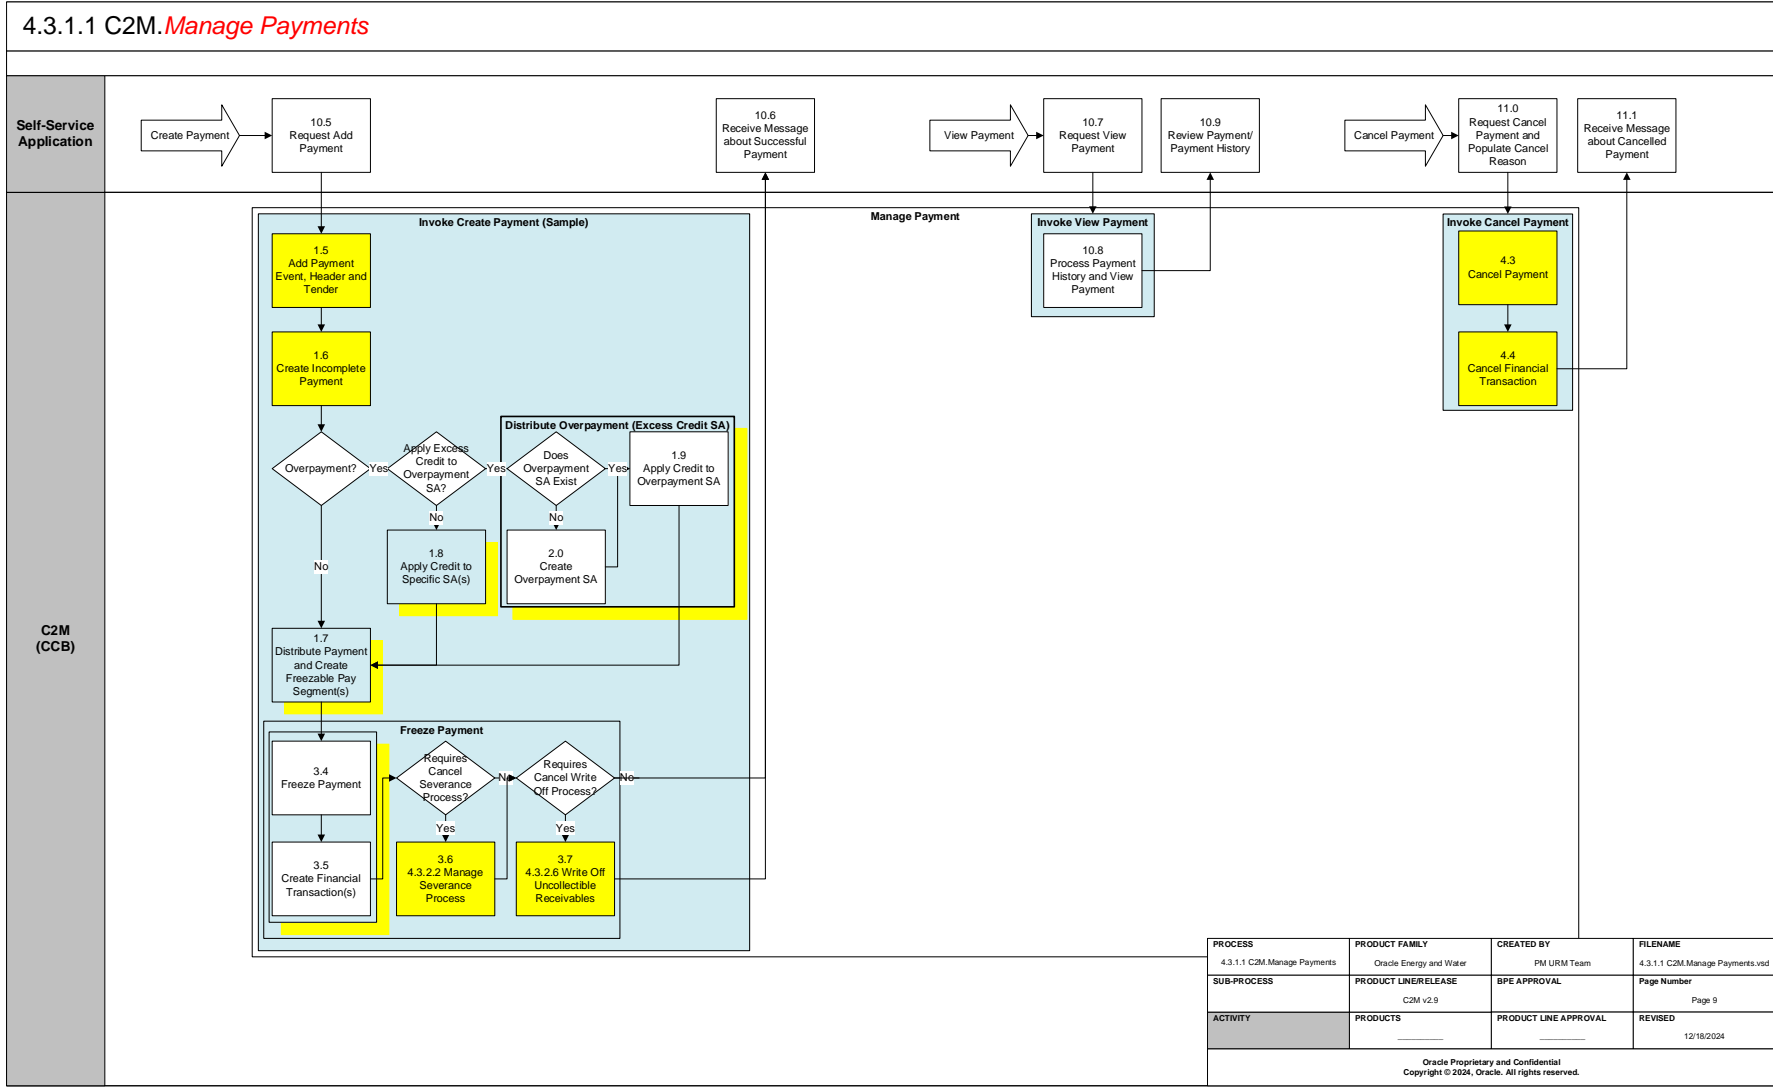 4.3.1.1 C2M.Manage Payments
Self-Service
Application
Create Payment
10.5
Request Add
Payment
10.6
Receive Message
about Successful
Payment
View Payment
10.7
Request View
Payment
10.9
Review Payment/
Payment History
Cancel Payment
11.0
Request Cancel
Payment and
Populate Cancel
Reason
11.1
Receive Message
about Cancelled
Payment
C2M
(CCB)
Manage Payment
Invoke Create Payment (Sample)
1.5
Add Payment
Event, Header and
Tender
1.6
Create Incomplete
Payment
Overpayment?
Yes
Apply Excess
Credit to
Overpayment
SA?
Yes
Distribute Overpayment (Excess Credit SA)
Does
Overpayment
SA Exist
Yes
1.9
Apply Credit to
Overpayment SA
No
No
No
1.8
Apply Credit to
Specific SA(s)
2.0
Create
Overpayment SA
1.7
Distribute Payment
and Create
Freezable Pay
Segment(s)
Freeze Payment
3.4
Freeze Payment
3.5
Create Financial
Transaction(s)
Requires
Cancel
Severance
Process?
No
Requires
Cancel Write
Off Process?
No
Yes
Yes
3.6
4.3.2.2 Manage
Severance
Process
3.7
4.3.2.6 Write Off
Uncollectible
Receivables
Invoke View Payment
10.8
Process Payment
History and View
Payment
Invoke Cancel Payment
4.3
Cancel Payment
4.4
Cancel Financial
Transaction
PROCESS
4.3.1.1 C2M.Manage Payments
PRODUCT FAMILY
Oracle Energy and Water
CREATED BY
PM URM Team
FILENAME
4.3.1.1 C2M.Manage Payments.vsd
SUB-PROCESS
PRODUCT LINE/RELEASE
C2M v2.9
BPE APPROVAL
Page Number
Page 9
ACTIVITY
PRODUCTS
PRODUCT LINE APPROVAL
REVISED
12/18/2024
Oracle Proprietary and Confidential
Copyright © 2024, Oracle. All rights reserved.